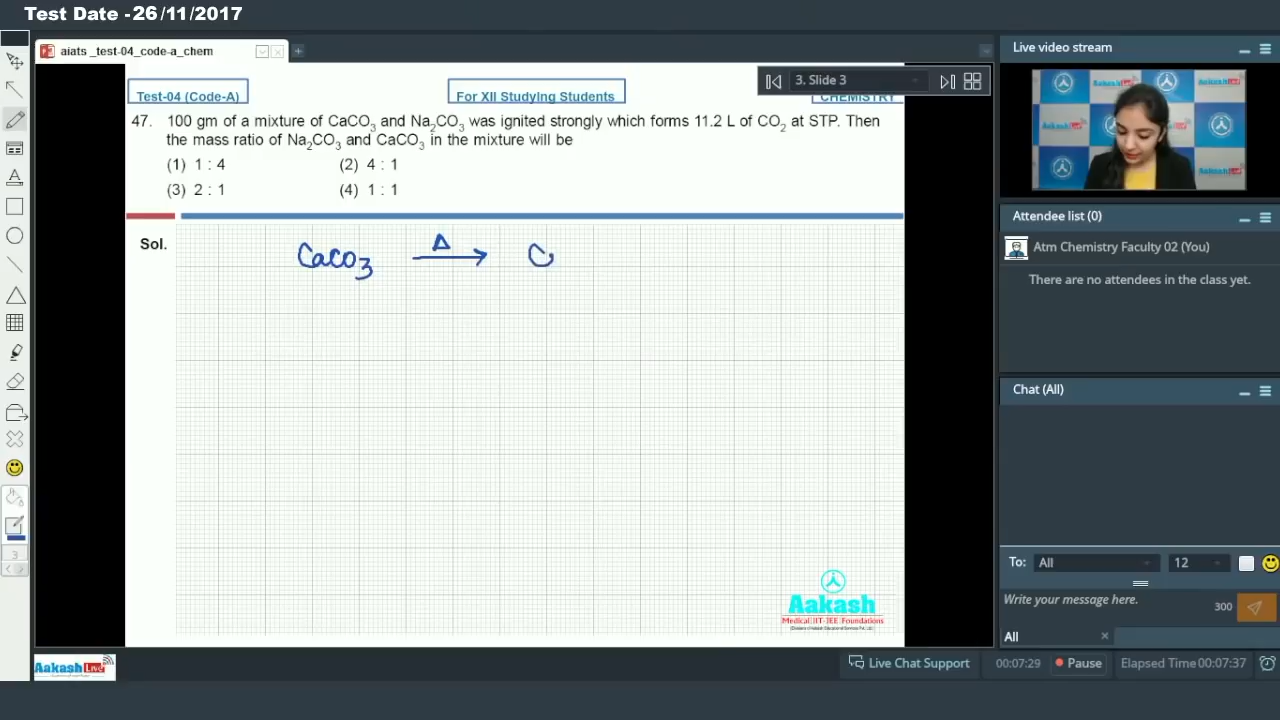 Test Date -26/11/2017
aiats _test-04_code-a_chem
3. Slide 3
Test-04 (Code-A)
For XII Studying Students
CHEMISTRY
47. 100 gm of a mixture of CaCO3 and Na2CO3 was ignited strongly which forms 11.2 L of CO2 at STP. Then
the mass ratio of Na2CO3 and CaCO3 in the mixture will be
(1) 1 : 4
(2) 4 : 1
(3) 2 : 1
(4) 1 : 1
Sol.
CaCO3 Δ→ C
Aakash
Medical|IIT-JEE|Foundations
Live video stream
Attendee list (0)
Atm Chemistry Faculty 02 (You)
There are no attendees in the class yet.
Chat (All)
To: All 12
Write your message here.
300
All
Aakash Live
Live Chat Support
00:07:29
Pause
Elapsed Time 00:07:37
3